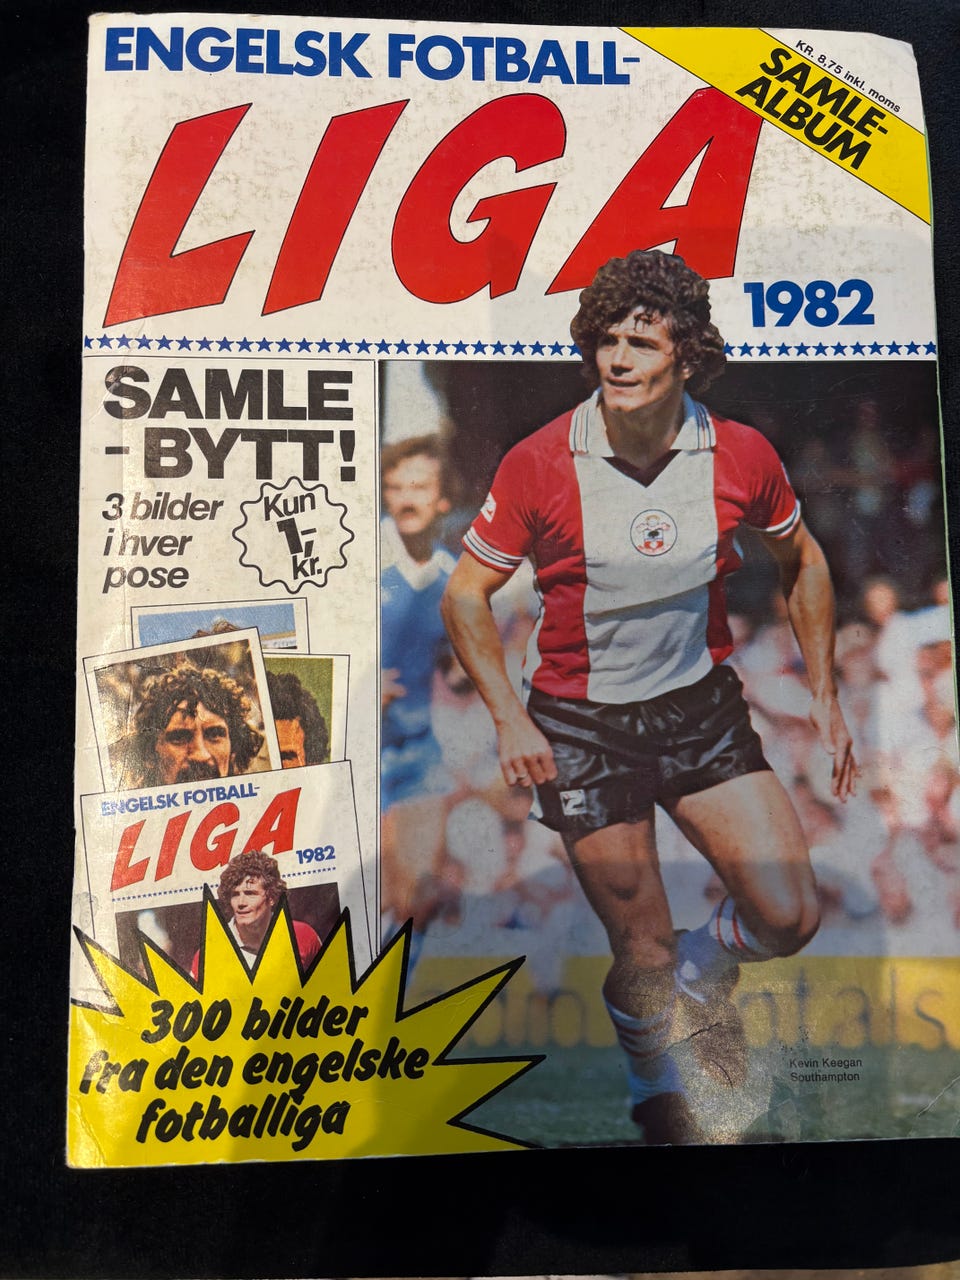 ENGELSK FOTBALL-
LIGA
1982
KR. 8,75 inkl. moms
SAMLE-
ALBUM
SAMLE
- BYTT!
3 bilder
i hver
pose
Kun
1,-
kr.
ENGELSK FOTBALL-
LIGA
1982
300 bilder
fra den engelske
fotballiga
Kevin Keegan
Southampton